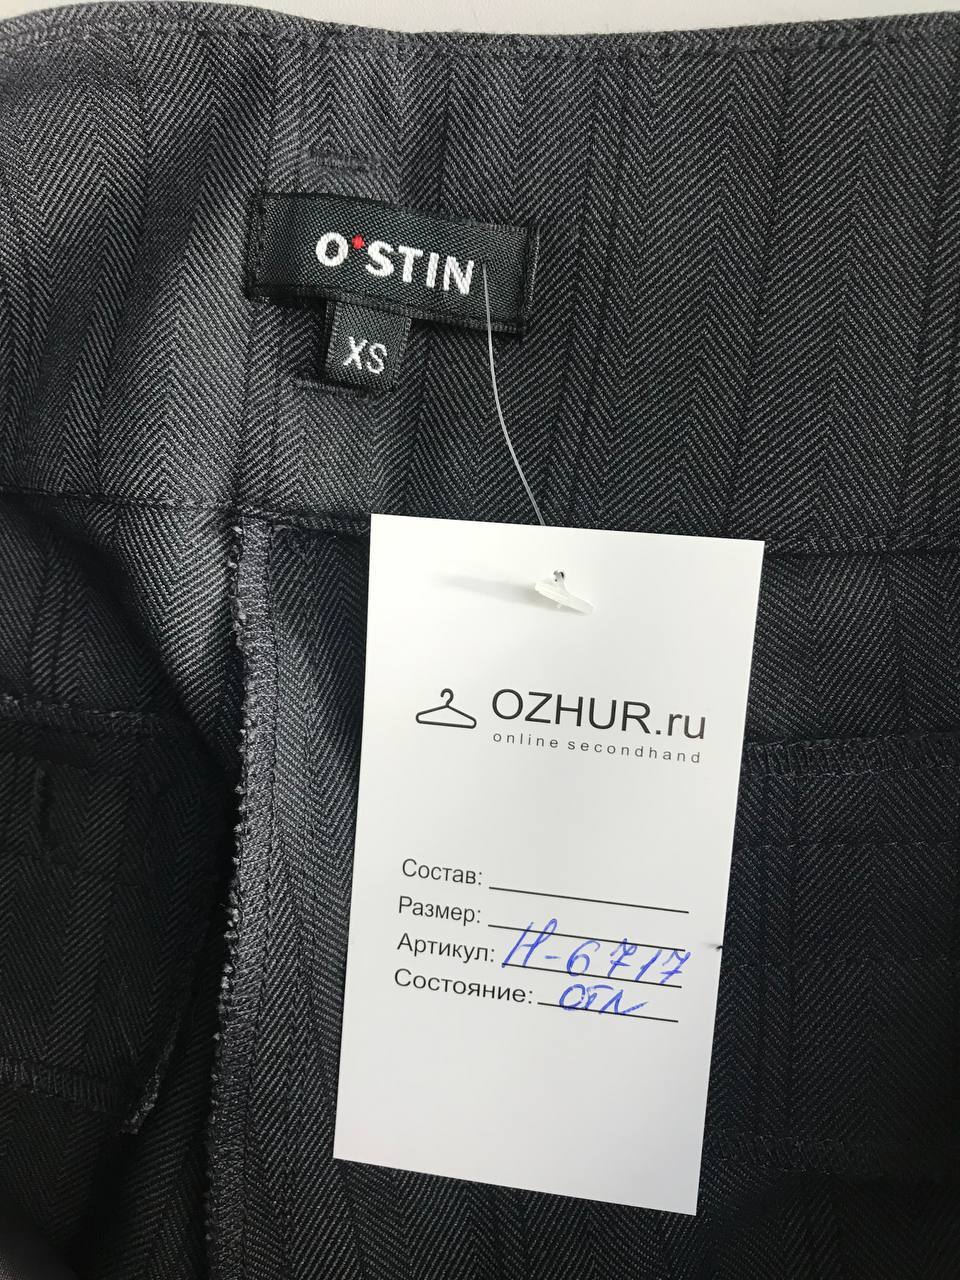 O'STIN
XS
OZHUR.ru
online secondhand
Состав:
Размер:
Артикул: Н-6717
Состояние: отл